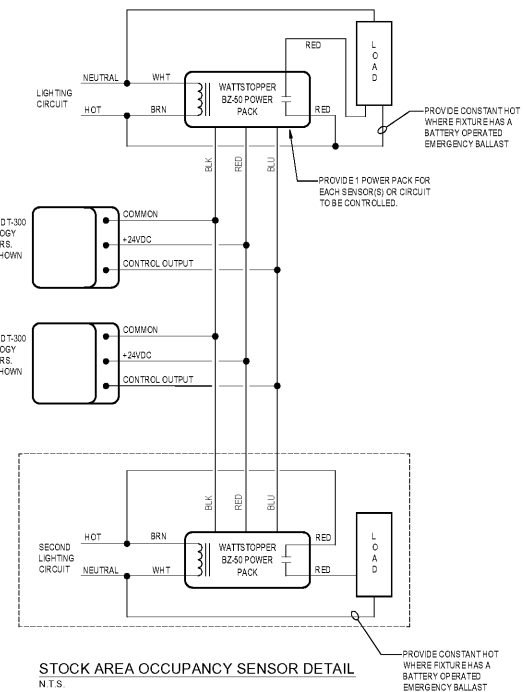 RED
LOAD
NEUTRAL
WHT
WATTSTOPPER
BZ-50 POWER
PACK
LIGHTING
CIRCUIT
HOT
BRN
RED
PROVIDE CONSTANT HOT
WHERE FIXTURE HAS A
BATTERY OPERATED
EMERGENCY BALLAST
BLK
RED
BLU
PROVIDE 1 POWER PACK FOR
EACH SENSOR(S) OR CIRCUIT
TO BE CONTROLLED.
DT-300
OGY
RS.
HOWN
COMMON
+24VDC
CONTROL OUTPUT
DT-300
OGY
RS.
HOWN
COMMON
+24VDC
CONTROL OUTPUT
BLK
RED
BLU
HOT
BRN
WATTSTOPPER
BZ-50 POWER
PACK
RED
LOAD
SECOND
LIGHTING
CIRCUIT
NEUTRAL
WHT
RED
PROVIDE CONSTANT HOT
WHERE FIXTURE HAS A
BATTERY OPERATED
EMERGENCY BALLAST
STOCK AREA OCCUPANCY SENSOR DETAIL
N.T.S.